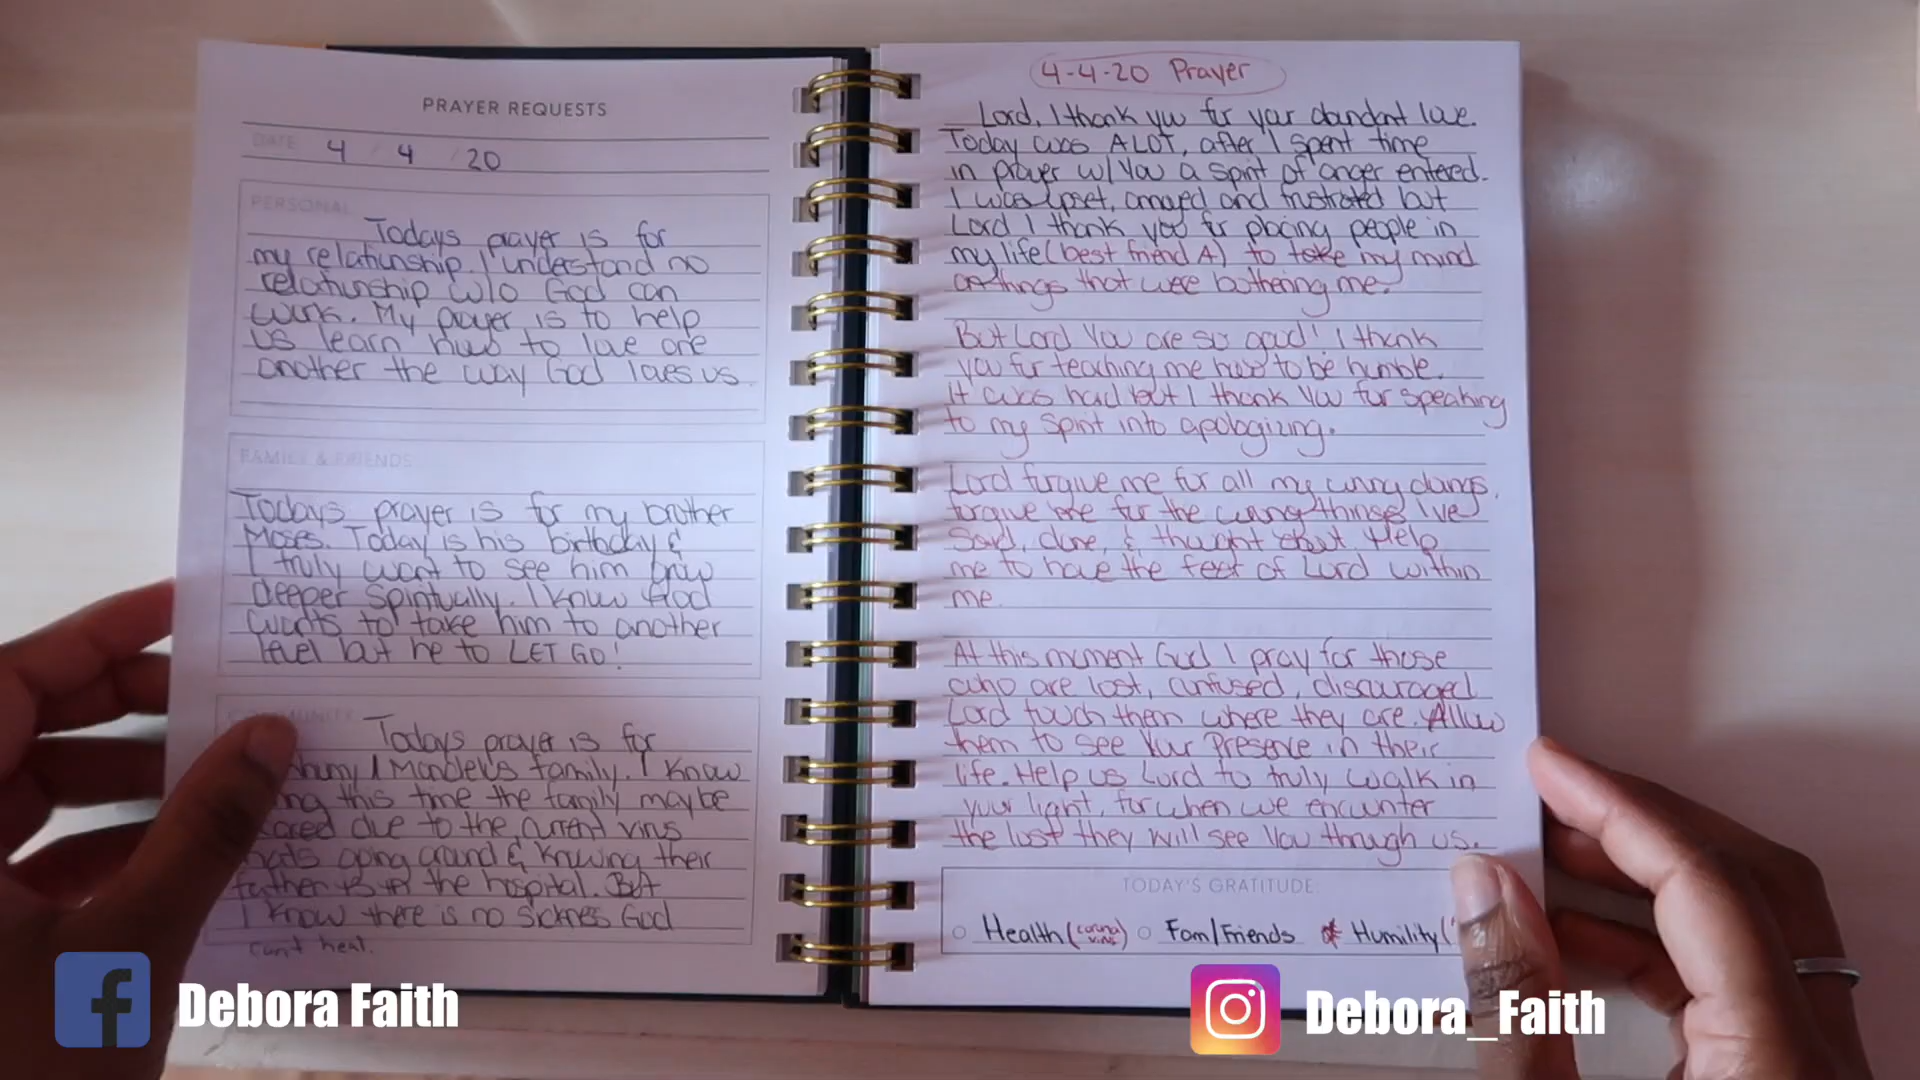 PRAYER REQUESTS
DATE 4 / 4 / 20
PERSONAL
Todays prayer is for
my relationship. I understand no
relationship w/o God can
work. My prayer is to help
us learn how to love one
another the way God loves us.
FAMILY & FRIENDS
Todays prayer is for my brother
Moses. Today is his birthday &
I truly want to see him grow
deeper spiritually. I know God
wants to take him to another
level but he to LET GO!
Todays prayer is for
family. I know
this time the family maybe
due to the current virus
going around & knowing their
father is in the hospital. But
I know there is no sickness God
can't heal.
4-4-20 Prayer
Lord, I thank you for your abundant love.
Today was A LOT, after I spent time
in prayer w/ You a spirit of anger entered.
I was upset, annoyed and frustrated but
Lord I thank you for placing people in
my life (best friend A) to take my mind
of things that were bothering me.
But Lord You are so good! I thank
you for teaching me how to be humble.
It was hard but I thank You for speaking
to my spirit into apologizing.
Lord forgive me for all my wrong doings,
forgive me for the wrong things I've
said, done, & thought about. Help
me to have the fear of Lord within
me.
At this moment God I pray for those
who are lost, confused, discouraged
Lord touch them where they are. Allow
them to see Your presence in their
life. Help us Lord to truly walk in
your light, for when we encounter
the lost they will see You through us.
TODAY'S GRATITUDE:
Health (corona virus) Fam/Friends Humility (
Debora Faith
Debora_Faith